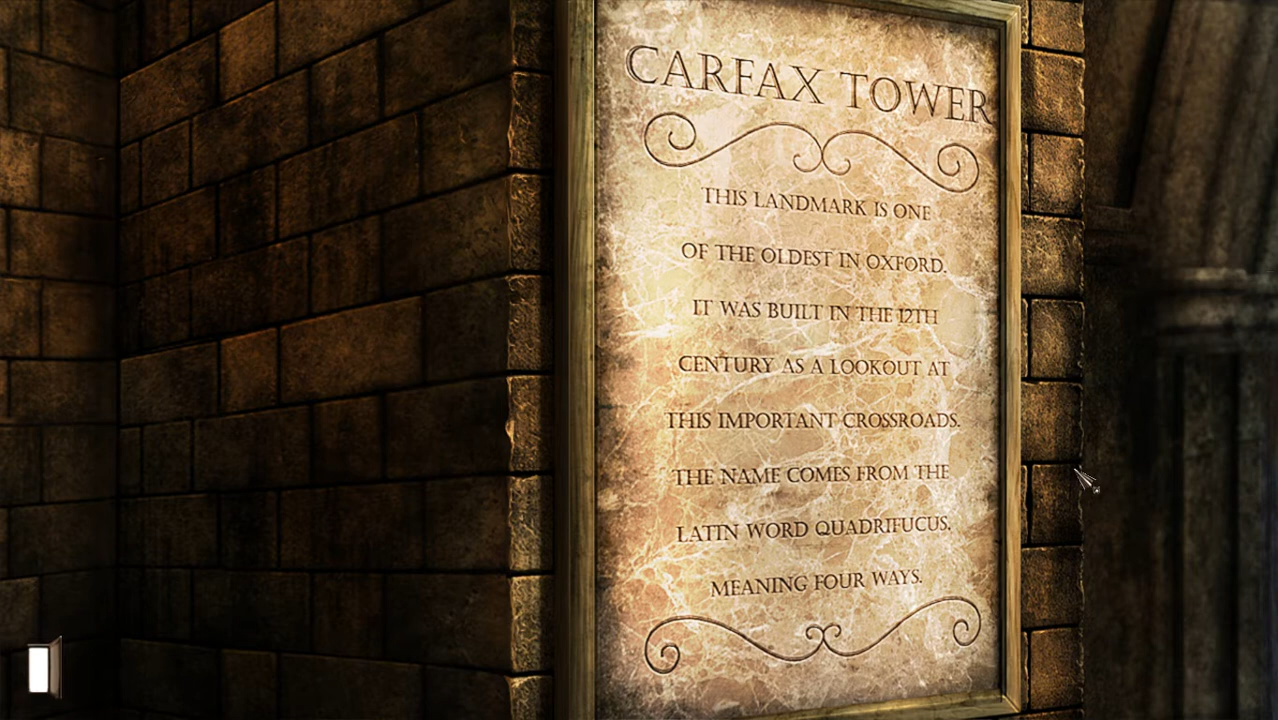 CARFAX TOWER
THIS LANDMARK IS ONE
OF THE OLDEST IN OXFORD.
IT WAS BUILT IN THE 12TH
CENTURY AS A LOOKOUT AT
THIS IMPORTANT CROSSROADS.
THE NAME COMES FROM THE
LATIN WORD QUADRIFUCUS,
MEANING FOUR WAYS.